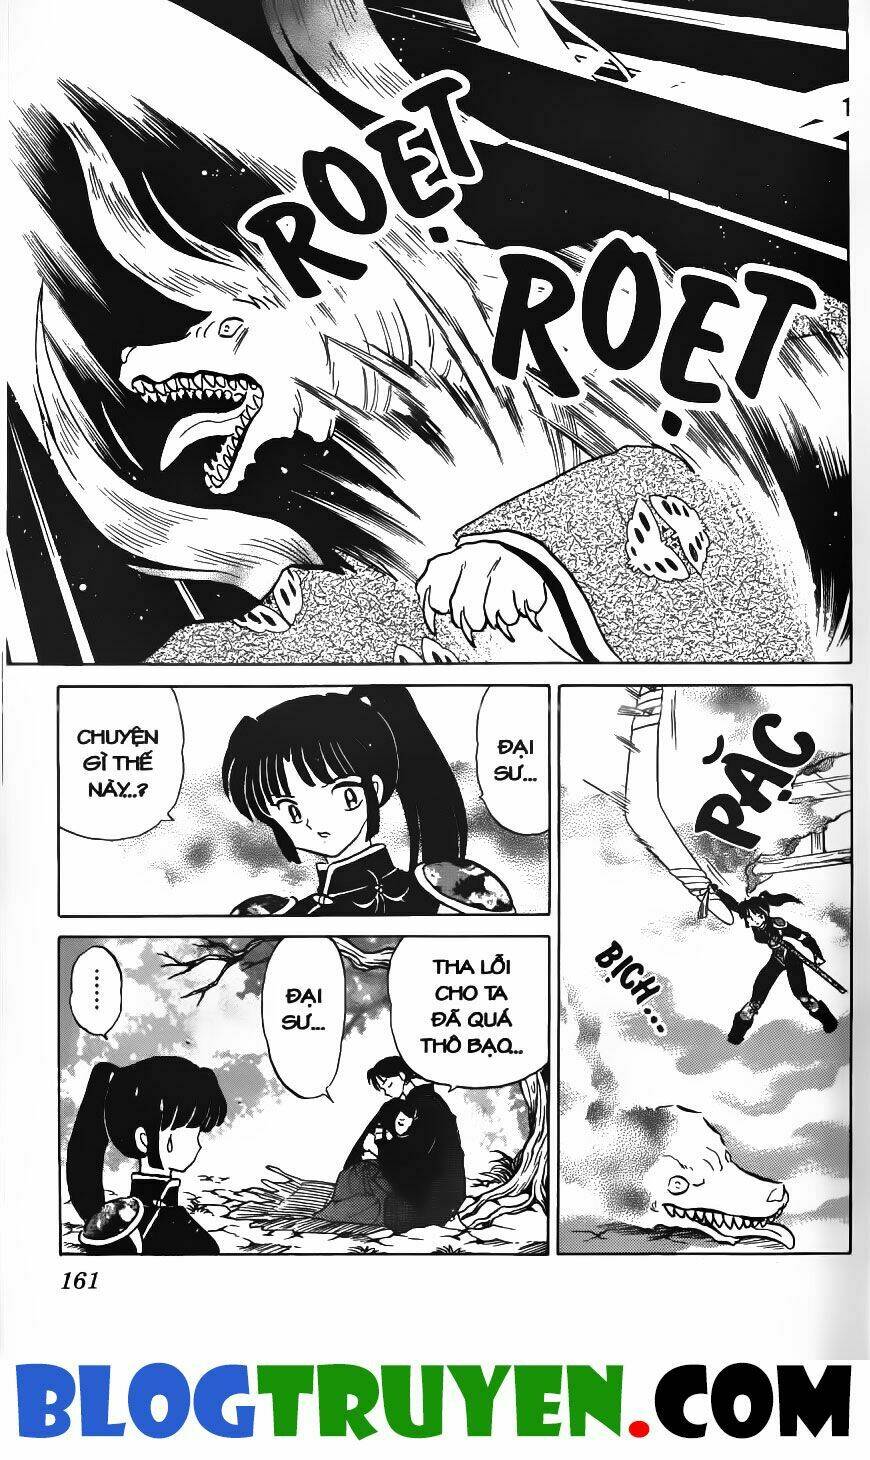 1
ROẸT
ROẸT
PẶC
BỊCH...
ĐẠI
SƯ...
CHUYỆN
GÌ THẾ
NÀY...?
THA LỖI
CHO TA
ĐÃ QUÁ
THÔ BẠO...
ĐẠI
SƯ...
......
161
BLOGTRUYEN.COM